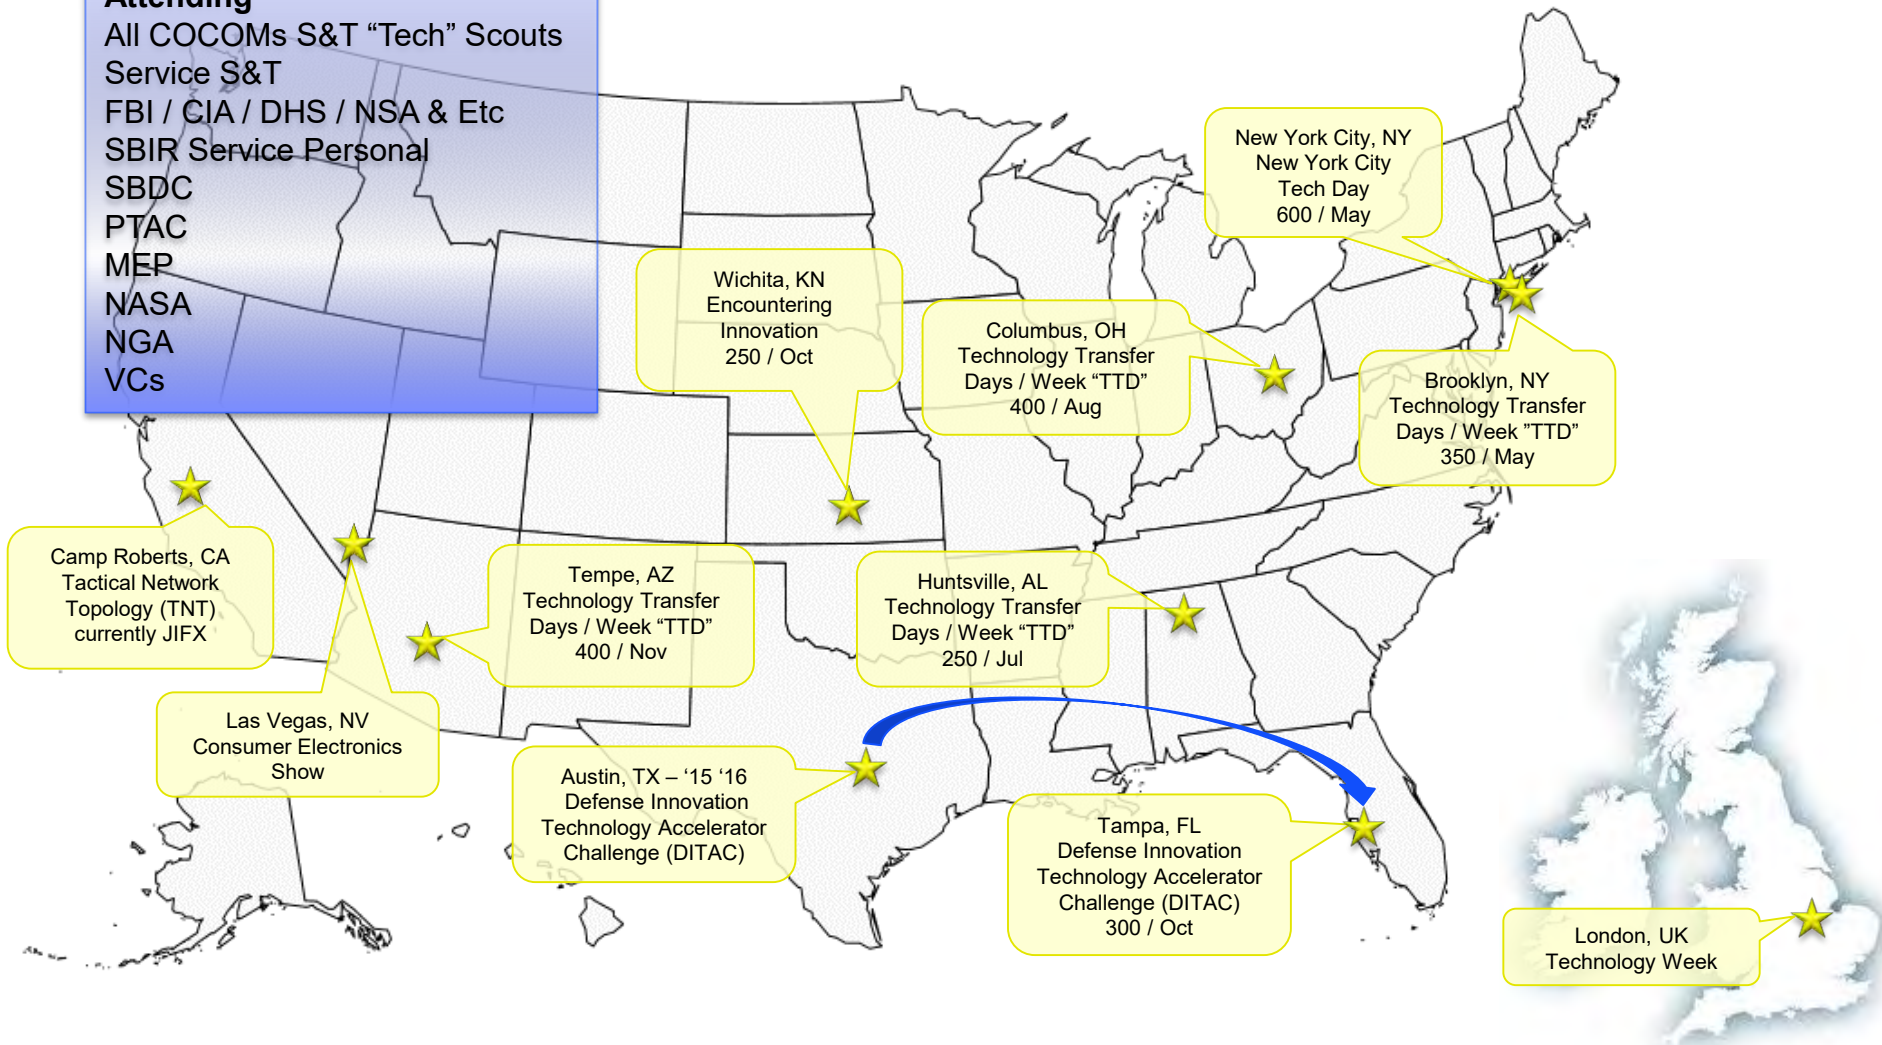 Attending
All COCOMs S&T “Tech” Scouts
Service S&T
FBI / CIA / DHS / NSA & Etc
SBIR Service Personal
SBDC
PTAC
MEP
NASA
NGA
VCs
New York City, NY
New York City
Tech Day
600 / May
Wichita, KN
Encountering
Innovation
250 / Oct
Columbus, OH
Technology Transfer
Days / Week “TTD”
400 / Aug
Brooklyn, NY
Technology Transfer
Days / Week ”TTD”
350 / May
Camp Roberts, CA
Tactical Network
Topology (TNT)
currently JIFX
Tempe, AZ
Technology Transfer
Days / Week “TTD”
400 / Nov
Huntsville, AL
Technology Transfer
Days / Week “TTD”
250 / Jul
Las Vegas, NV
Consumer Electronics
Show
Austin, TX – ‘15 ‘16
Defense Innovation
Technology Accelerator
Challenge (DITAC)
Tampa, FL
Defense Innovation
Technology Accelerator
Challenge (DITAC)
300 / Oct
London, UK
Technology Week